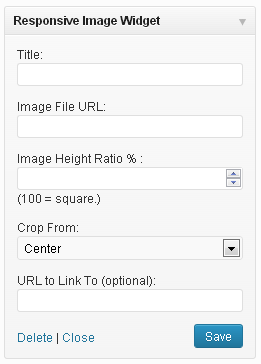 Responsive Image Widget
Title:
Image File URL:
Image Height Ratio % :
(100 = square.)
Crop From:
Center
URL to Link To (optional):
Delete | Close
Save